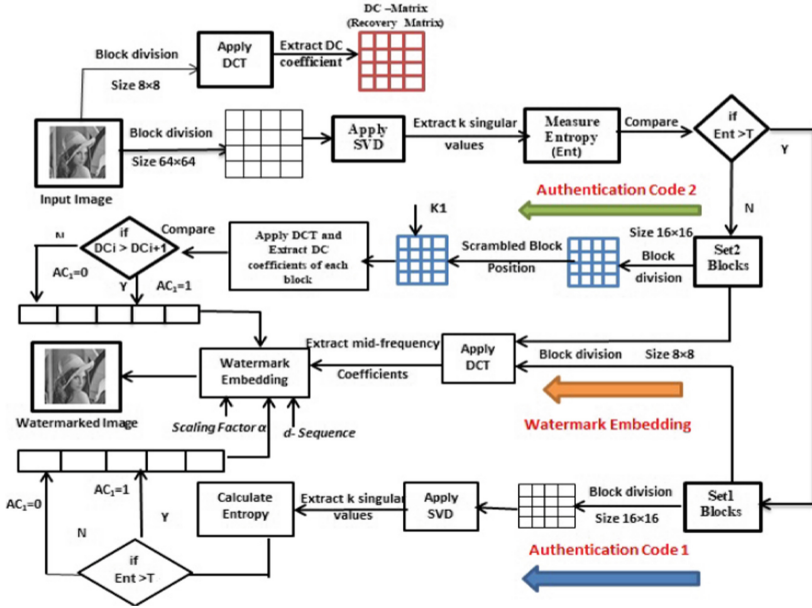 DC –Matrix
(Recovery Matrix)
Block division
Size 8×8
Apply
DCT
Extract DC
coefficient
Block division
Size 64×64
Input Image
Apply
SVD
Extract k singular
values
Measure
Entropy
(Ent)
Compare
if
Ent >T
Y
N
Authentication Code 2
K1
Size 16×16
Block
division
Set2
Blocks
Scrambled Block
Position
Apply DCT and
Extract DC
coefficients of each
block
Compare
if
DCi > DCi+1
N
AC₁=0
Y
AC₁=1
Watermarked Image
Watermark
Embedding
Extract mid-frequency
Coefficients
Apply
DCT
Block division Size 8×8
Watermark Embedding
Scaling Factor α
d- Sequence
AC₁=0
AC₁=1
N
Y
if
Ent >T
Calculate
Entropy
Extract k singular
values
Apply
SVD
Block division
Size 16×16
Set1
Blocks
Authentication Code 1